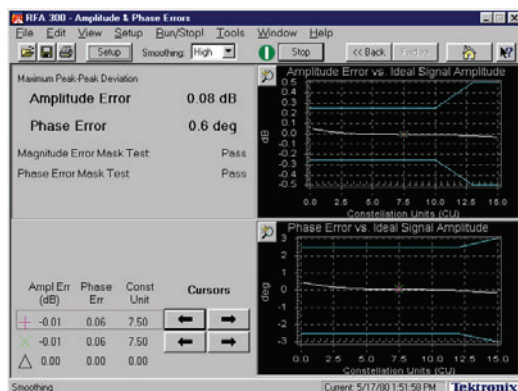 RFA 300 - Amplitude & Phase Errors
File Edit View Setup Run/Stop! Tools Window Help
Setup Smoothing: High Stop << Back Fwd >>
Maximum Peak-Peak Deviation
Amplitude Error 0.08 dB
Phase Error 0.6 deg
Magnitude Error Mask Test: Pass
Phase Error Mask Test: Pass
Amplitude Error vs. Ideal Signal Amplitude
0.5
0.4
0.3
0.2
0.1
0.0
-0.1
-0.2
-0.3
-0.4
-0.5
dB
0.0 2.5 5.0 7.5 10.0 12.5 15.0
Constellation Units (CU)
Phase Error vs. Ideal Signal Amplitude
3
2
1
0
-1
-2
-3
deg
0.0 2.5 5.0 7.5 10.0 12.5 15.0
Constellation Units (CU)
Ampl Err (dB) Phase Err Const Unit Cursors
-0.01 0.06 7.50
-0.01 0.06 7.50
0.00 0.00 0.00
Smoothing Current: 5/17/80 1:51:58 PM Tektronix